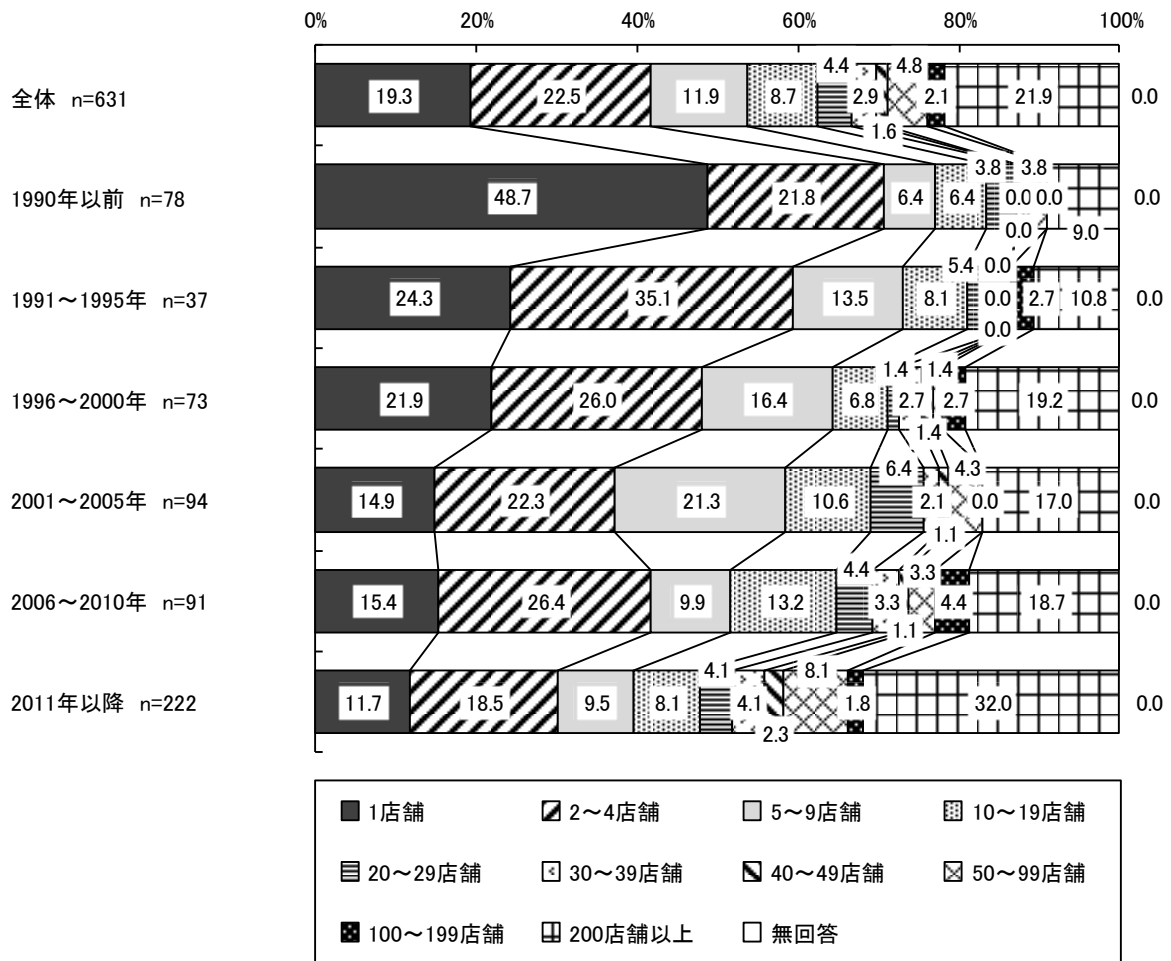 0% 20% 40% 60% 80% 100%
4.4 4.8
全体 n=631 19.3 22.5 11.9 8.7 2.9 2.1 21.9 0.0
1.6
3.8 3.8
1990年以前 n=78 48.7 21.8 6.4 6.4 0.0 0.0 0.0
0.0 9.0
5.4 0.0
1991～1995年 n=37 24.3 35.1 13.5 8.1 0.0 2.7 10.8 0.0
0.0
1.4 1.4
1996～2000年 n=73 21.9 26.0 16.4 6.8 2.7 2.7 19.2 0.0
1.4
6.4 4.3
2001～2005年 n=94 14.9 22.3 21.3 10.6 2.1 0.0 17.0 0.0
1.1
4.4 3.3
2006～2010年 n=91 15.4 26.4 9.9 13.2 3.3 4.4 18.7 0.0
1.1
4.1 8.1
2011年以降 n=222 11.7 18.5 9.5 8.1 4.1 1.8 32.0 0.0
2.3
1店舗 2～4店舗 5～9店舗 10～19店舗
20～29店舗 30～39店舗 40～49店舗 50～99店舗
100～199店舗 200店舗以上 無回答